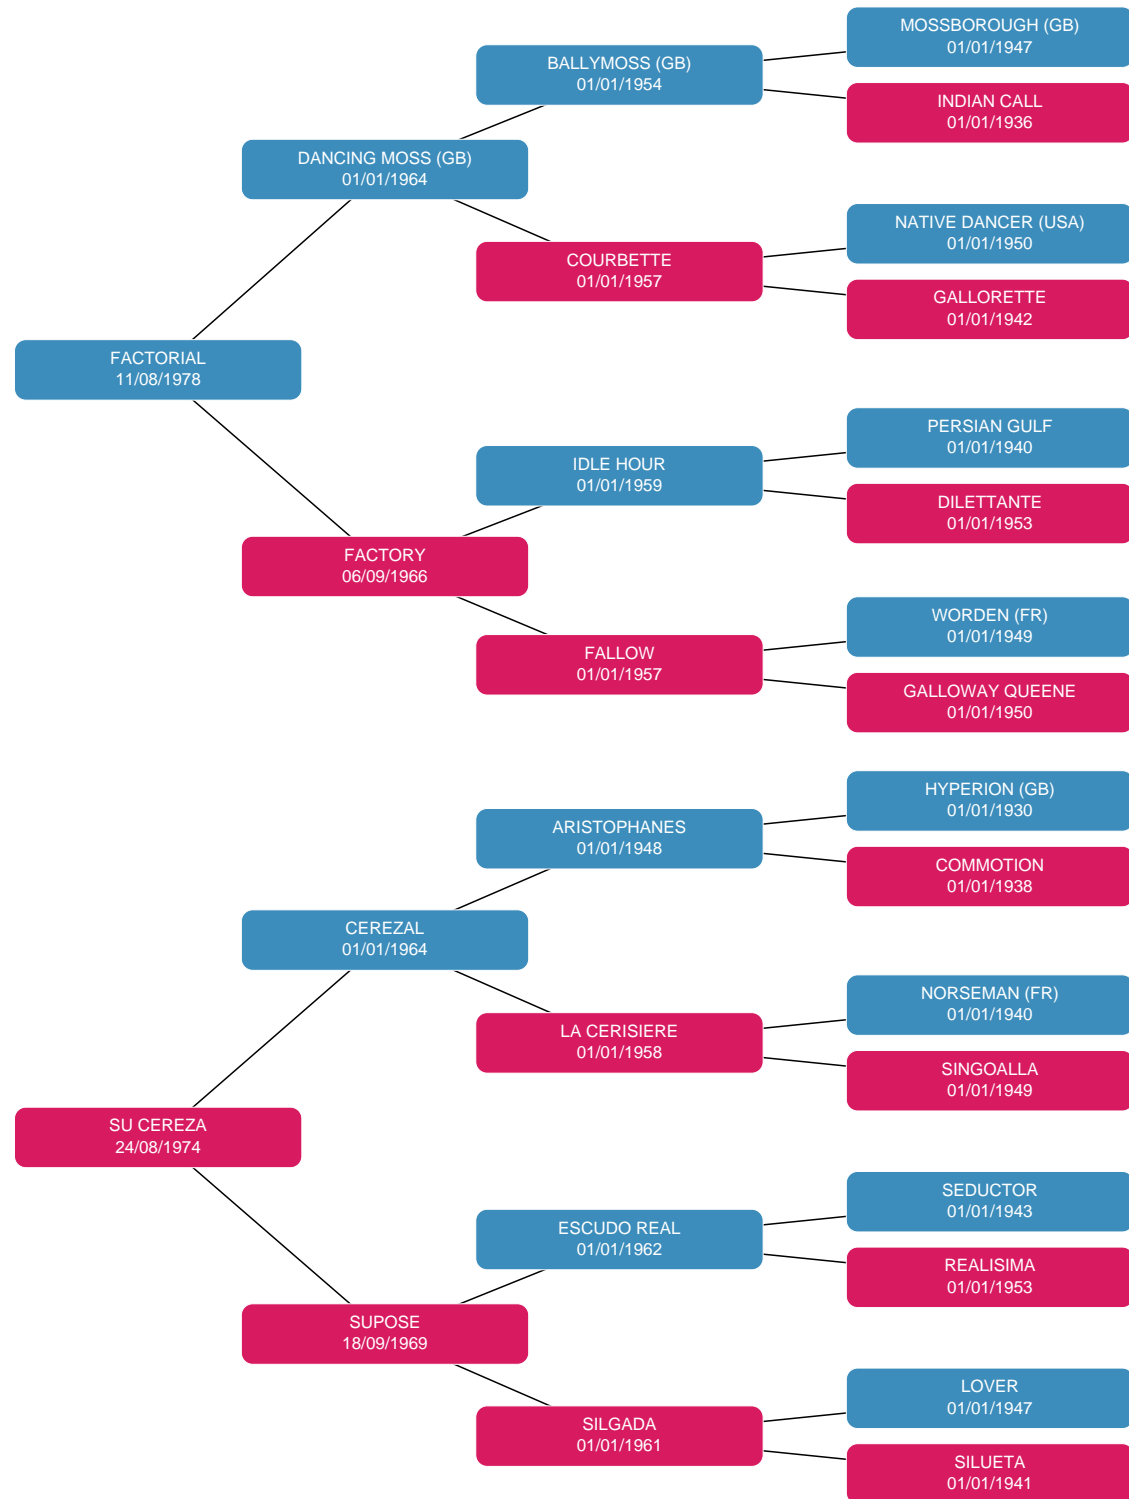 MOSSBOROUGH (GB)
01/01/1947
BALLYMOSS (GB)
01/01/1954
INDIAN CALL
01/01/1936
DANCING MOSS (GB)
01/01/1964
NATIVE DANCER (USA)
01/01/1950
COURBETTE
01/01/1957
GALLORETTE
01/01/1942
FACTORIAL
11/08/1978
PERSIAN GULF
01/01/1940
IDLE HOUR
01/01/1959
DILETTANTE
01/01/1953
FACTORY
06/09/1966
WORDEN (FR)
01/01/1949
FALLOW
01/01/1957
GALLOWAY QUEENE
01/01/1950
HYPERION (GB)
01/01/1930
ARISTOPHANES
01/01/1948
COMMOTION
01/01/1938
CEREZAL
01/01/1964
NORSEMAN (FR)
01/01/1940
LA CERISIERE
01/01/1958
SINGOALLA
01/01/1949
SU CEREZA
24/08/1974
SEDUCTOR
01/01/1943
ESCUDO REAL
01/01/1962
REALISIMA
01/01/1953
SUPOSE
18/09/1969
LOVER
01/01/1947
SILGADA
01/01/1961
SILUETA
01/01/1941